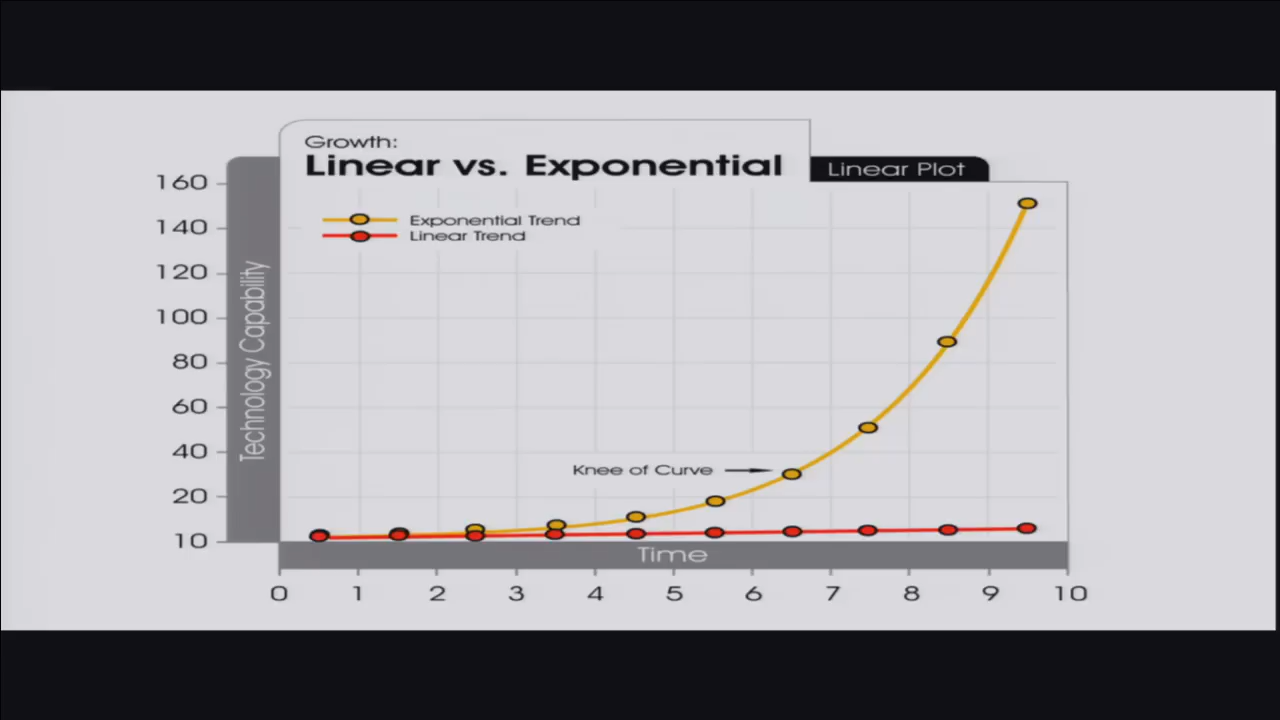 Growth:
Linear vs. Exponential
Linear Plot
Exponential Trend
Linear Trend
160
140
120
100
80
60
40
20
10
Technology Capability
Knee of Curve
Time
0 1 2 3 4 5 6 7 8 9 10